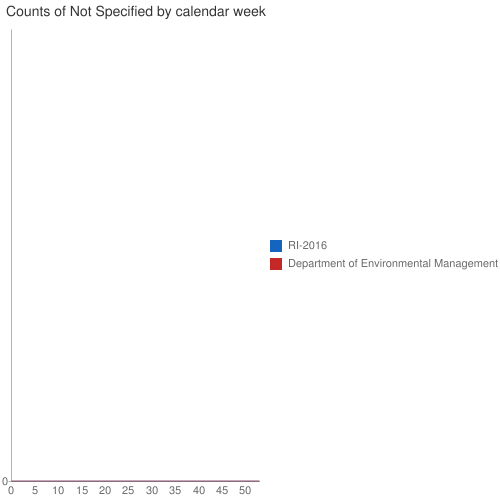 Counts of Not Specified by calendar week
RI-2016
Department of Environmental Management
0
0 5 10 15 20 25 30 35 40 45 50